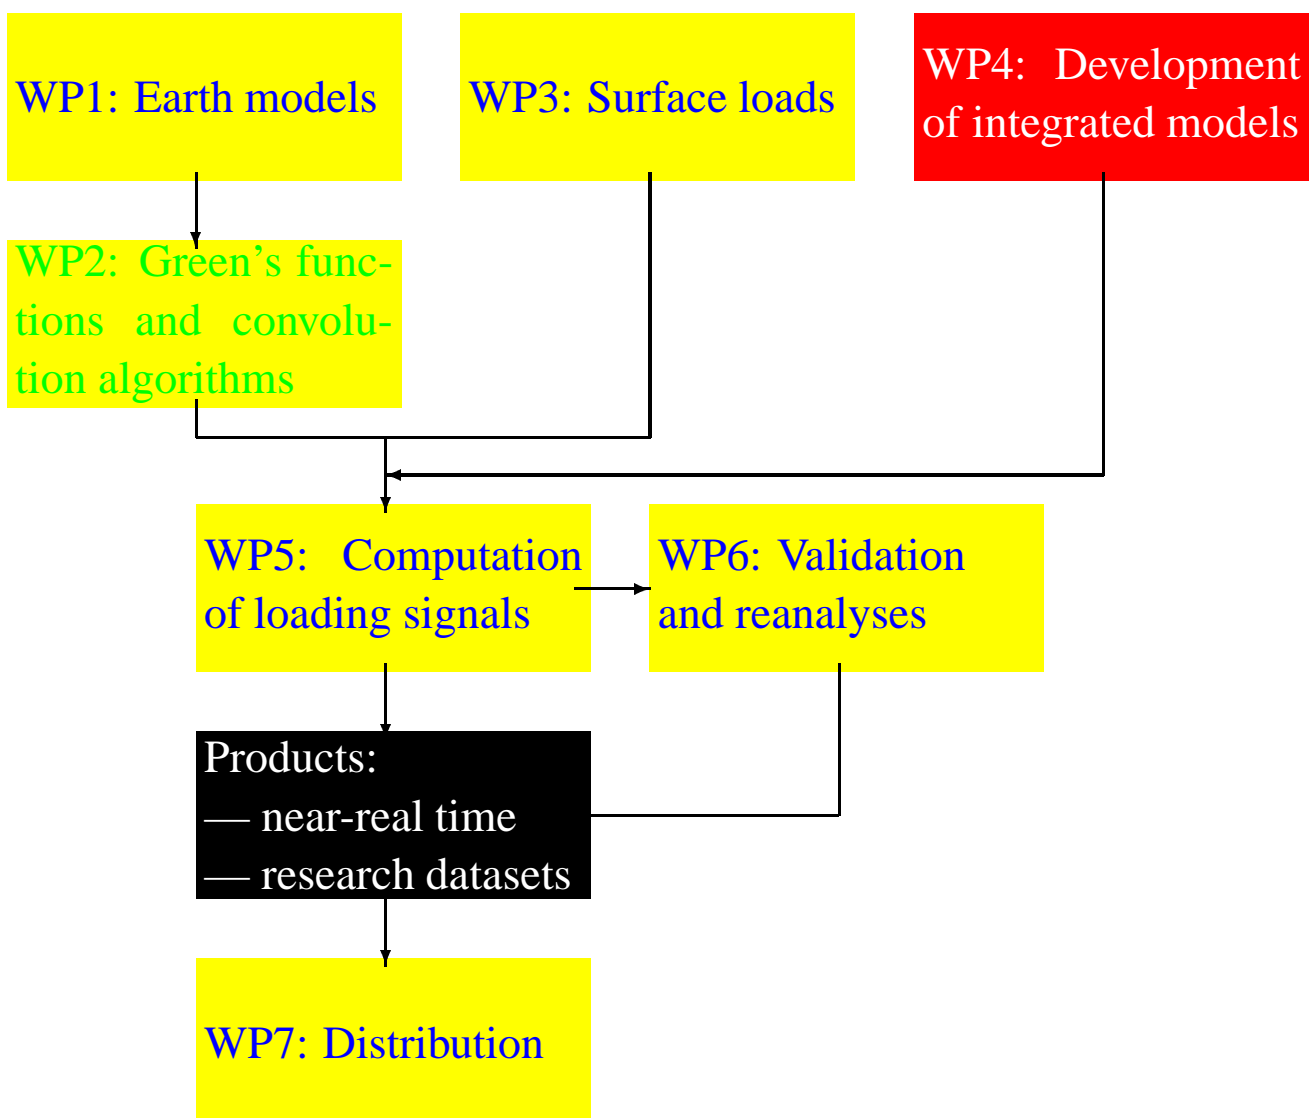 WP1: Earth models
WP3: Surface loads
WP4: Development
of integrated models
WP2: Green’s func-
tions and convolu-
tion algorithms
WP5: Computation
of loading signals
WP6: Validation
and reanalyses
Products:
— near-real time
— research datasets
WP7: Distribution